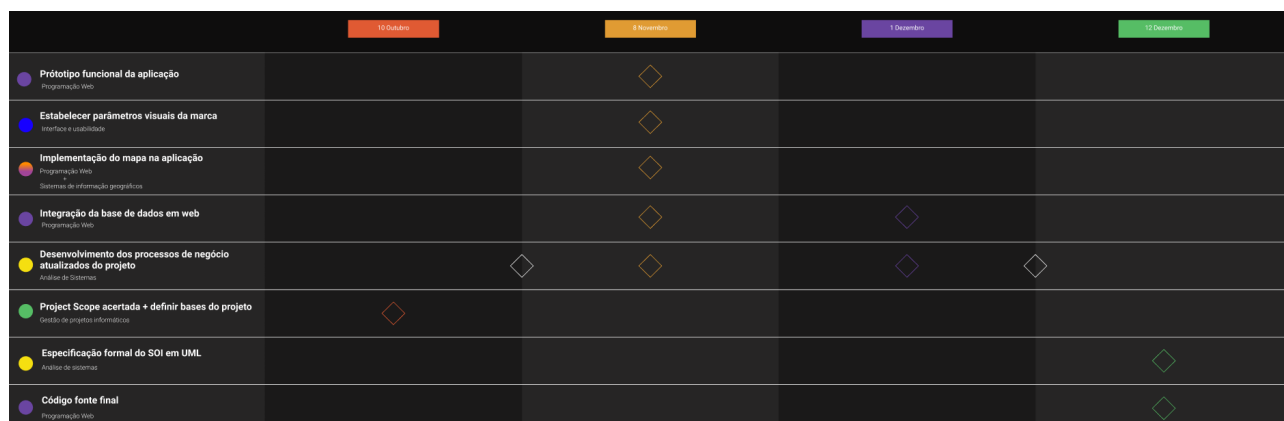 10 Outubro
8 Novembro
1 Dezembro
12 Dezembro
Prótotipo funcional da aplicação
Programação Web
Estabelecer parâmetros visuais da marca
Interface e usabilidade
Implementação do mapa na aplicação
Programação Web
+
Sistemas de informação geográficos
Integração da base de dados em web
Programação Web
Desenvolvimento dos processos de negócio
atualizados do projeto
Análise de Sistemas
Project Scope acertada + definir bases do projeto
Gestão de projetos informáticos
Especificação formal do SOI em UML
Análise de sistemas
Código fonte final
Programação Web